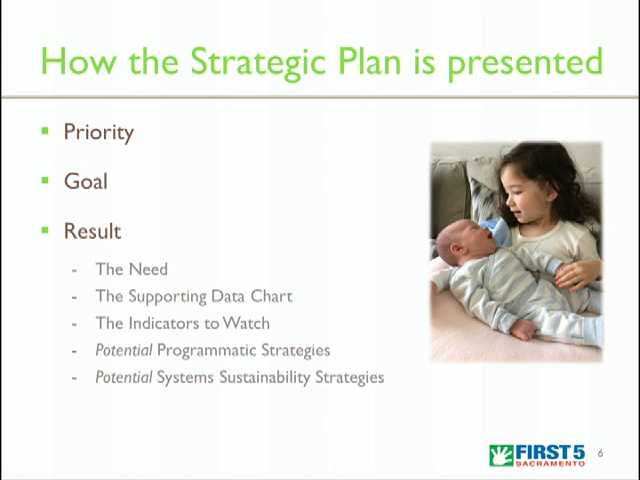 How the Strategic Plan is presented
Priority
Goal
Result
- The Need
- The Supporting Data Chart
- The Indicators to Watch
- Potential Programmatic Strategies
- Potential Systems Sustainability Strategies
FIRST 5
SACRAMENTO
6